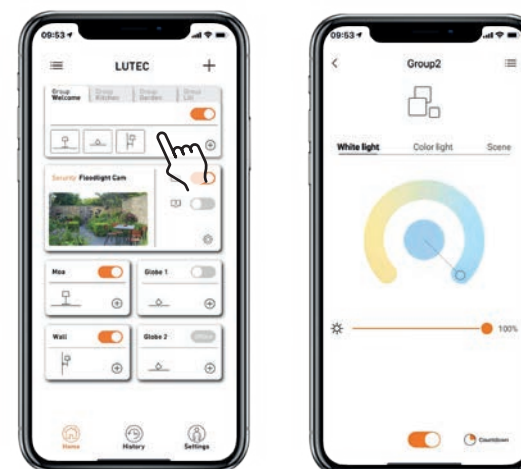 09:53
LUTEC
Group Welcome
Group Kitchen
Group Garden
Group
Security Floodlight Cam
Moa
Globe 1
Wall
Globe 2
Home
History
Settings
09:53
Group2
White light
Color light
Scene
100%
Countdown